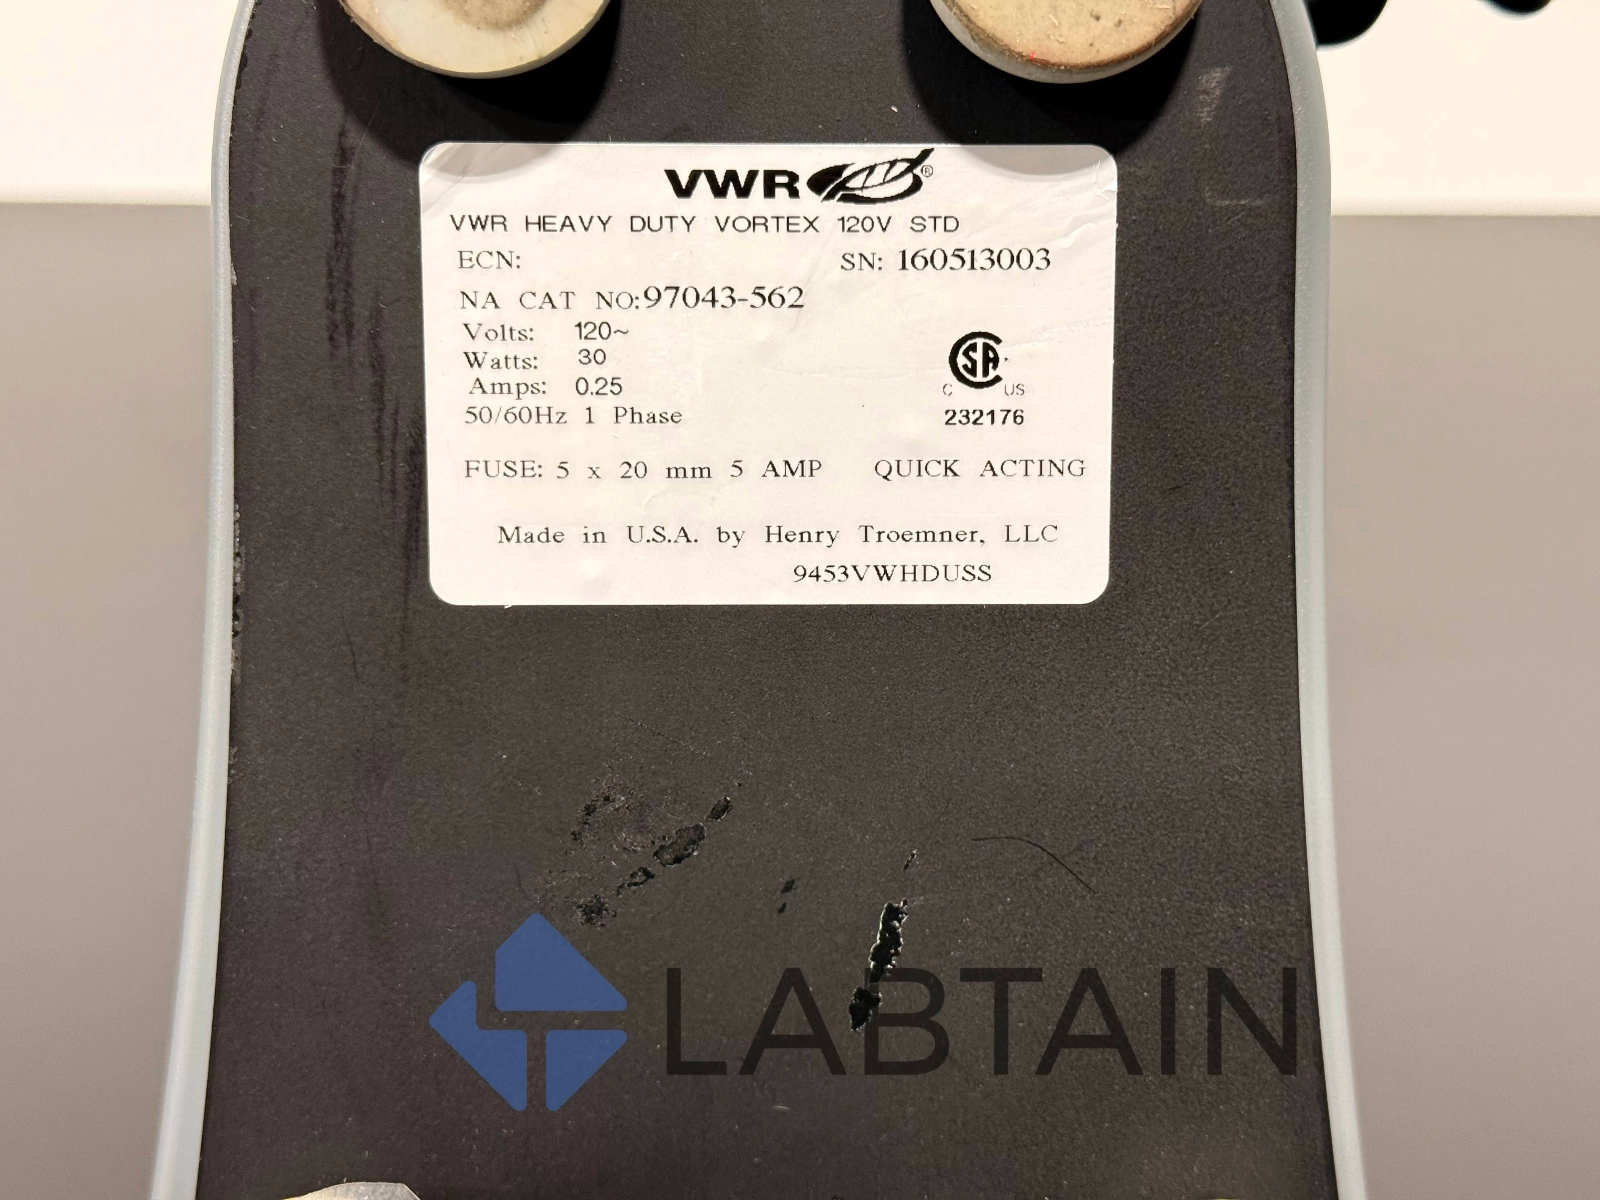 VWR ®
VWR HEAVY DUTY VORTEX 120V STD
ECN: SN: 160513003
NA CAT NO:97043-562
Volts: 120~
Watts: 30
Amps: 0.25
50/60Hz 1 Phase
CSA
C US
232176
FUSE: 5 x 20 mm 5 AMP QUICK ACTING
Made in U.S.A. by Henry Troemner, LLC
9453VWHDUSS
LABTAIN